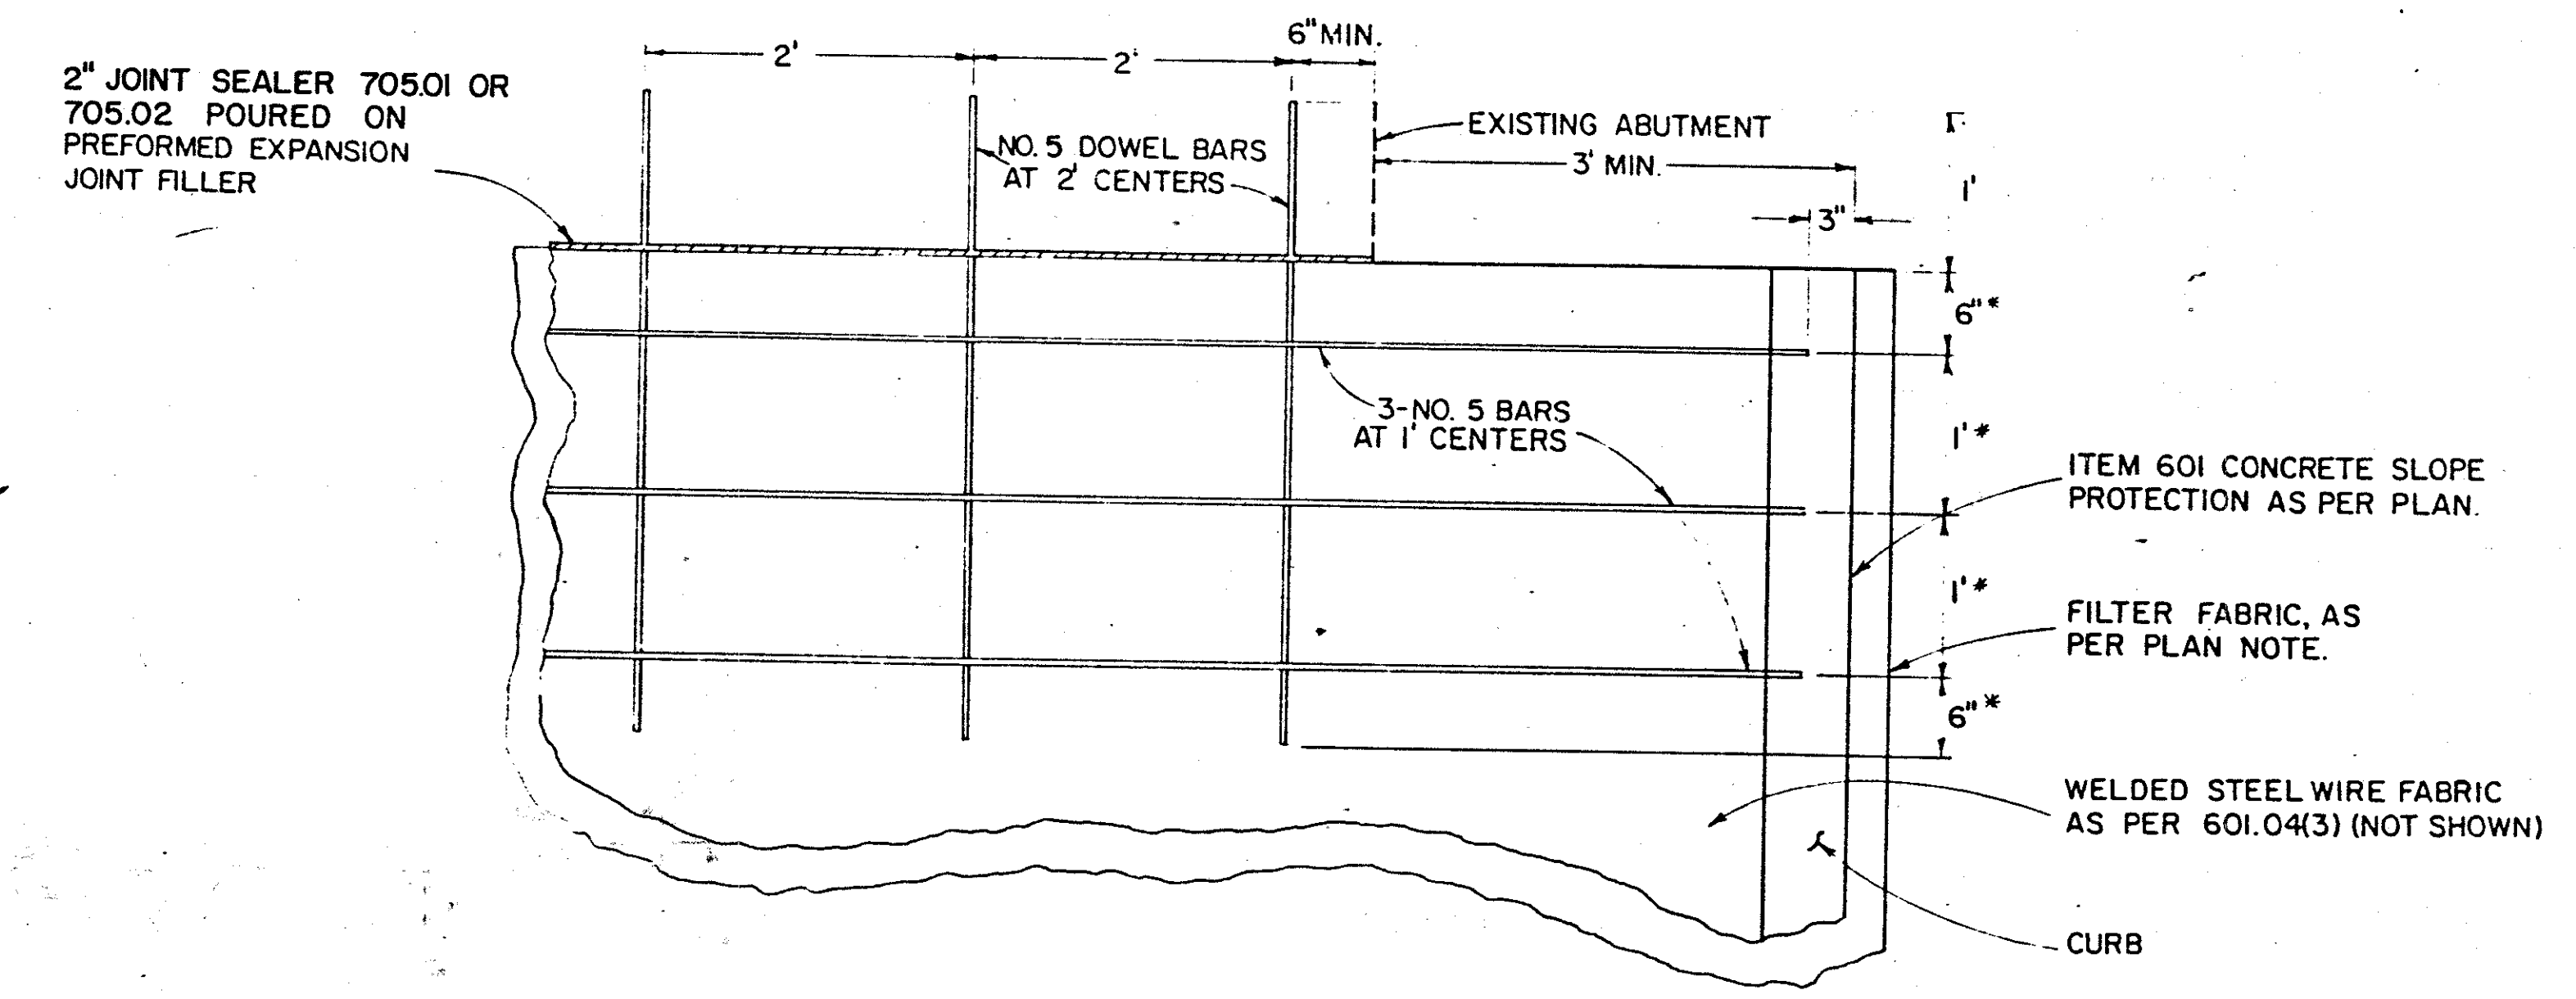 6" MIN.
2'
2'
2" JOINT SEALER 705.01 OR
705.02 POURED ON
PREFORMED EXPANSION
JOINT FILLER
NO. 5 DOWEL BARS
AT 2' CENTERS
EXISTING ABUTMENT
3' MIN.
1'
3"
6"*
3-NO. 5 BARS
AT 1' CENTERS
1'*
ITEM 601 CONCRETE SLOPE
PROTECTION AS PER PLAN.
1'*
FILTER FABRIC, AS
PER PLAN NOTE.
6"*
WELDED STEEL WIRE FABRIC
AS PER 601.04(3) (NOT SHOWN)
CURB